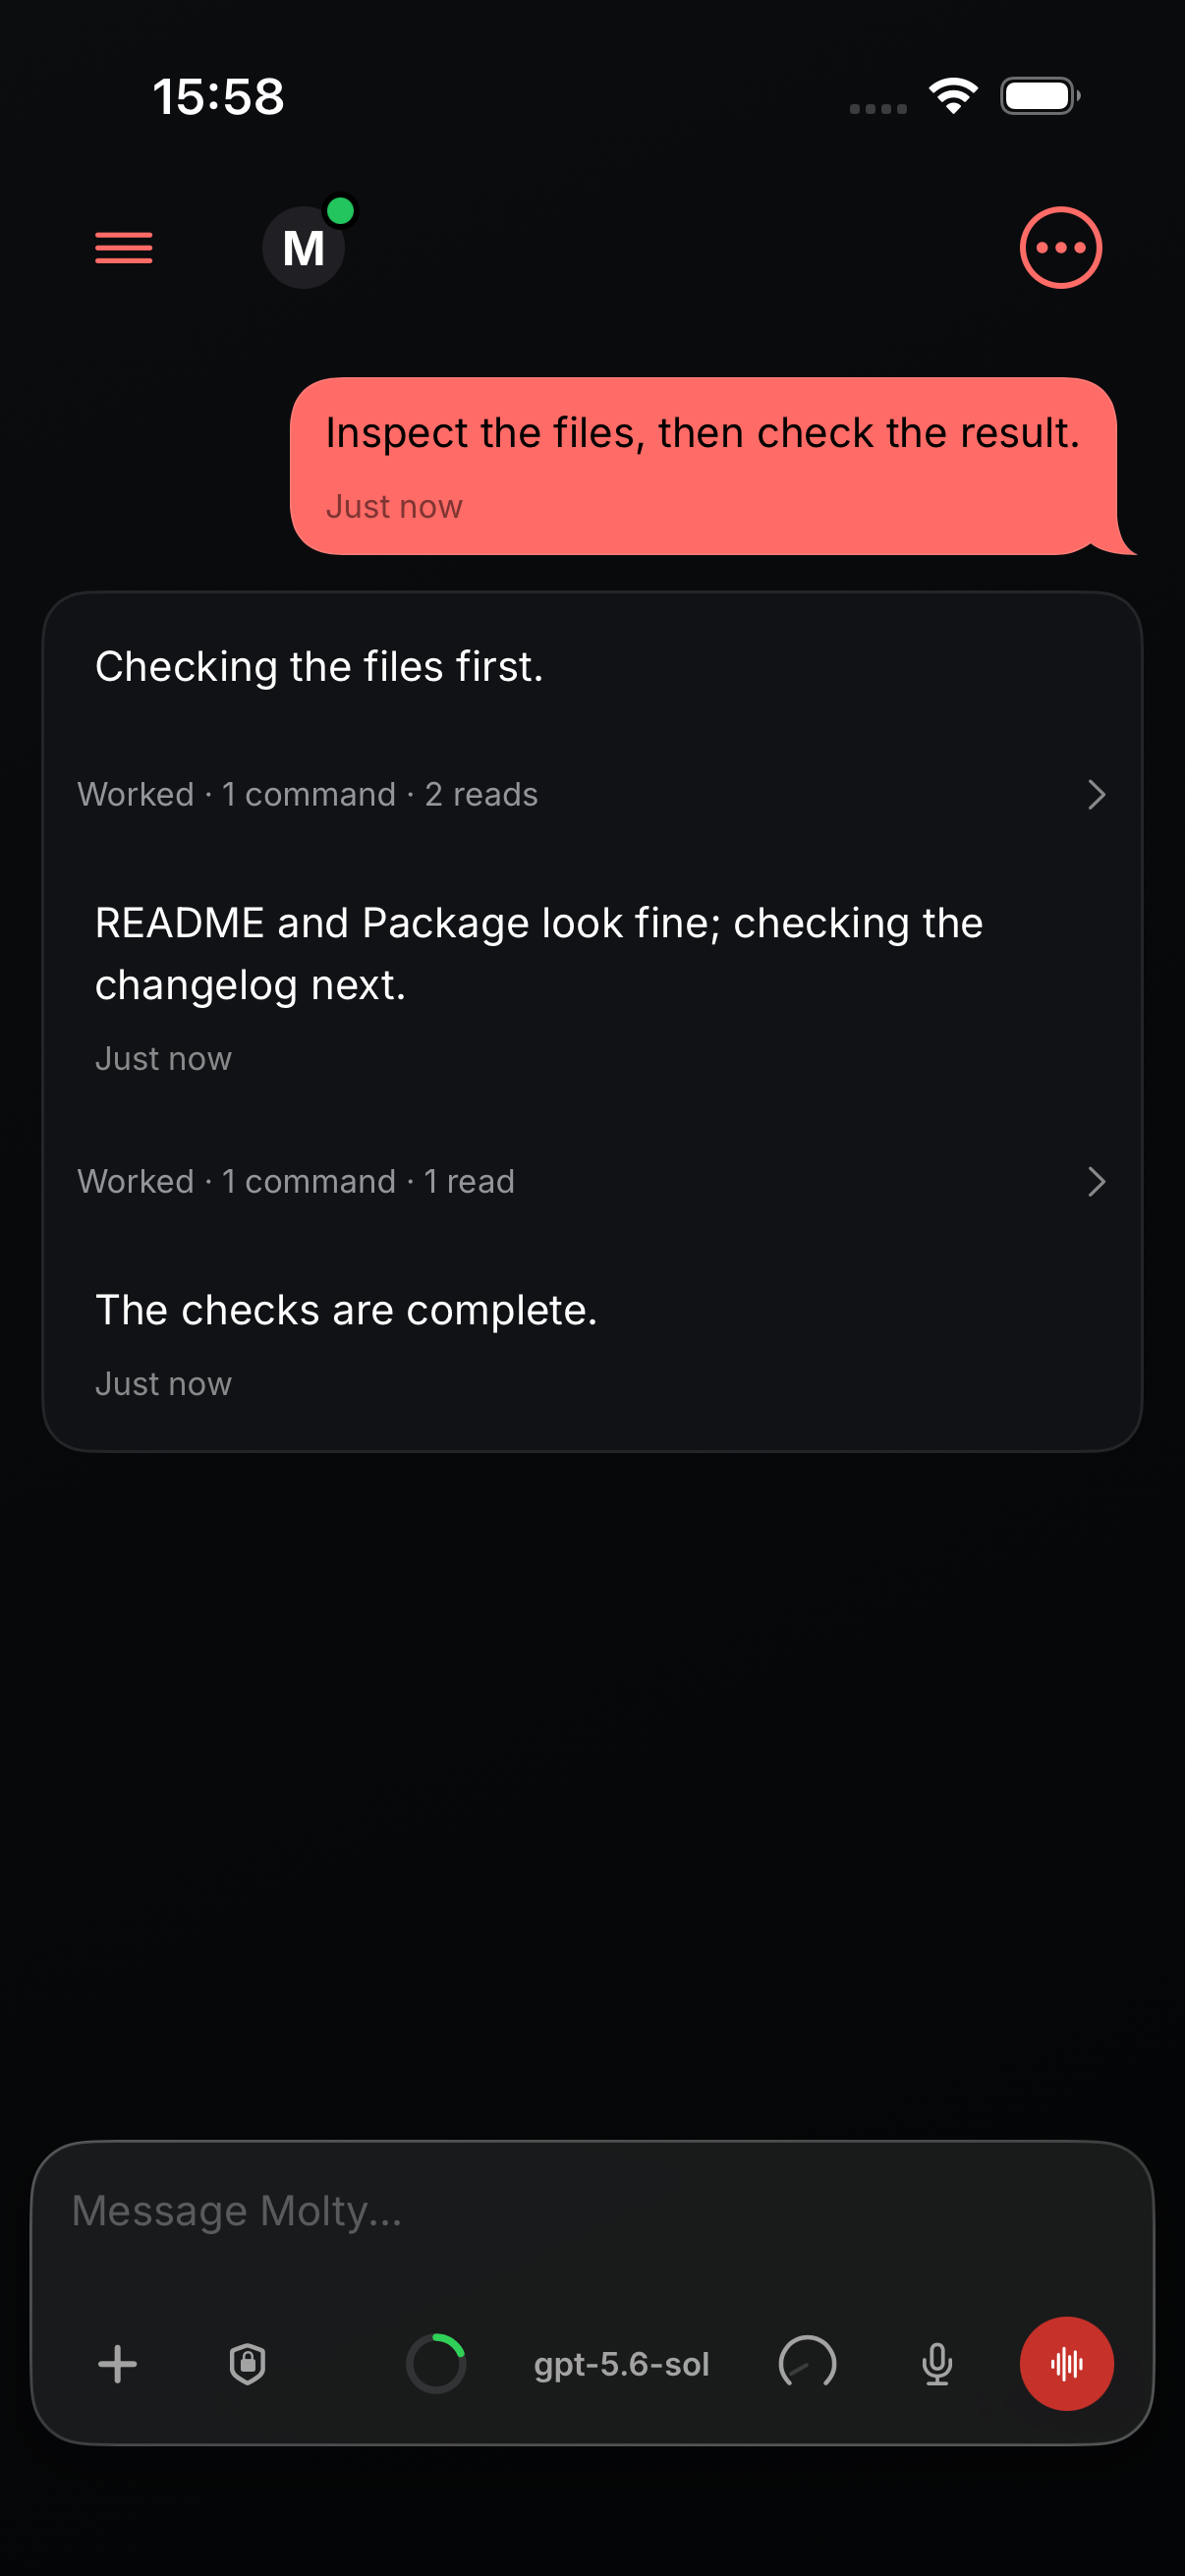 15:58
M
Inspect the files, then check the result.
Just now
Checking the files first.
Worked · 1 command · 2 reads
README and Package look fine; checking the
changelog next.
Just now
Worked · 1 command · 1 read
The checks are complete.
Just now
Message Molty...
gpt-5.6-sol